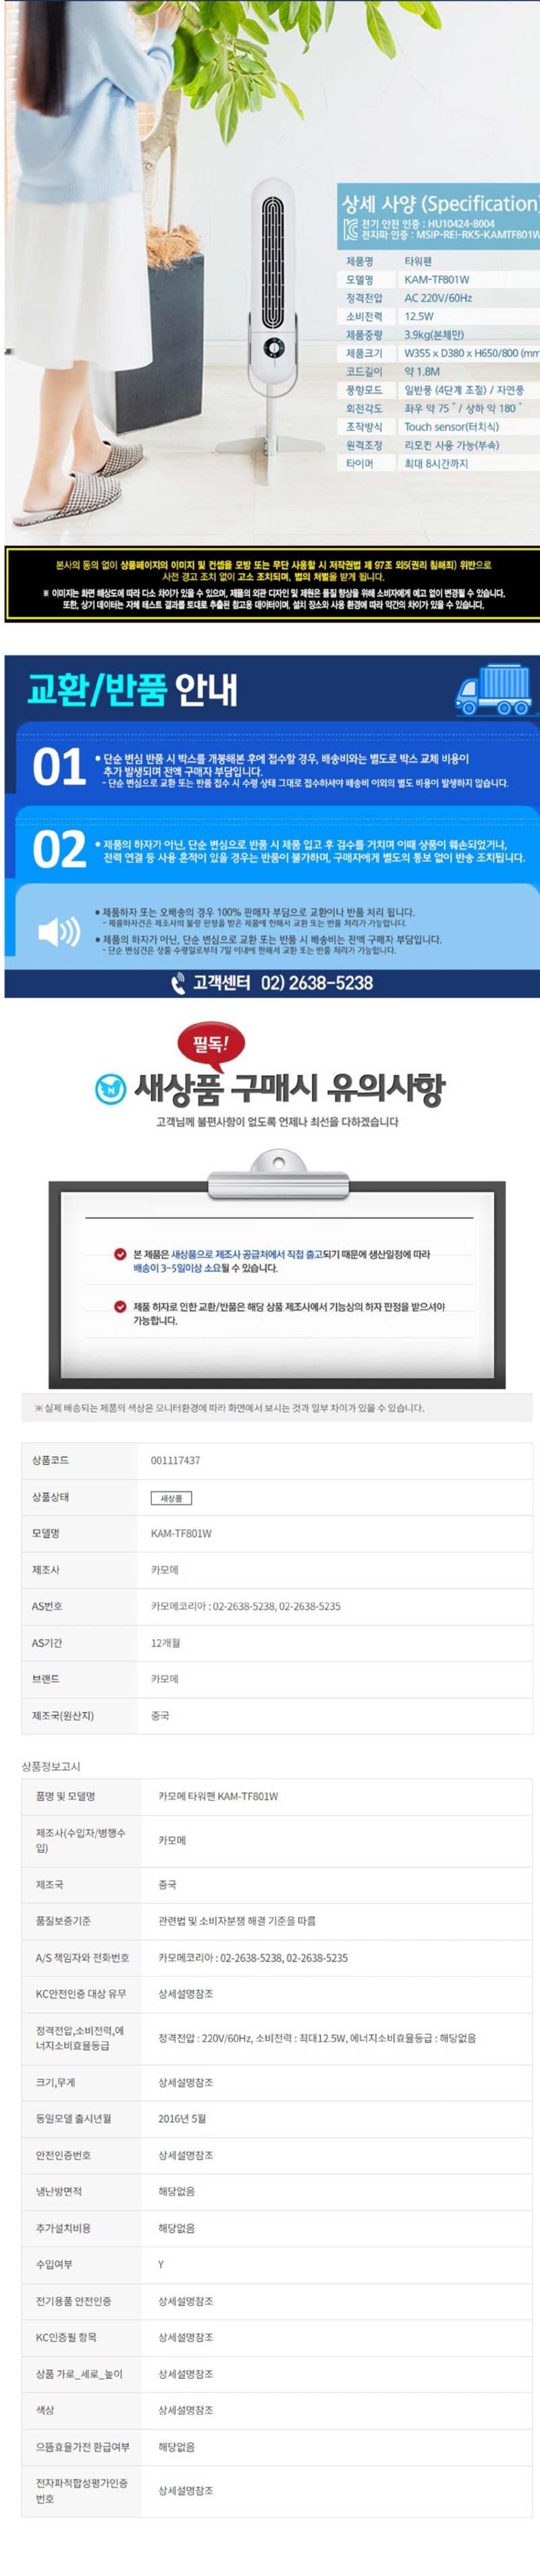 상세 사양 (Specification)
전기 안전 인증 : HU10424-8004
전자파 인증 : MSIP-REI-RK5-KAMTF801W
제품명 타워팬
모델명 KAM-TF801W
정격전압 AC 220V/60Hz
소비전력 12.5W
제품중량 3.9kg(본체만)
제품크기 W355 x D380 x H650/800 (mm
코드길이 약 1.8M
풍향모드 일반풍 (4단계 조절) / 자연풍
회전각도 좌우 약 75 ˚ / 상하 약 180 ˚
조작방식 Touch sensor(터치식)
원격조정 리모컨 사용 가능(부속)
타이머 최대 8시간까지
본사의 동의 없이 상품페이지의 이미지 및 컨셉을 모방 또는 무단 사용할 시 저작권법 제 97조 외5(권리 침해죄) 위반으로
사전 경고 조치 없이 고소 조치되며, 법의 처벌을 받게 됩니다.
※ 이미지는 화면 해상도에 따라 다소 차이가 있을 수 있으며, 제품의 외관 디자인 및 제원은 품질 향상을 위해 소비자에게 예고 없이 변경될 수 있습니다.
또한, 상기 데이터는 자체 테스트 결과를 토대로 추출된 참고용 데이터이며, 설치 장소와 사용 환경에 따라 약간의 차이가 있을 수 있습니다.
교환/반품 안내
01
• 단순 변심 반품 시 박스를 개봉해본 후에 접수할 경우, 배송비와는 별도로 박스 교체 비용이
추가 발생되며 전액 구매자 부담입니다.
- 단순 변심으로 교환 또는 반품 접수 시 수령 상태 그대로 접수하셔야 배송비 이외의 별도 비용이 발생하지 않습니다.
02
• 제품의 하자가 아닌, 단순 변심으로 반품 시 제품 입고 후 검수를 거치며 이때 상품이 훼손되었거나,
전력 연결 등 사용 흔적이 있을 경우는 반품이 불가하며, 구매자에게 별도의 통보 없이 반송 조치됩니다.
• 제품하자 또는 오배송의 경우 100% 판매자 부담으로 교환이나 반품 처리 됩니다.
- 제품하자건은 제조사의 불량 판정을 받은 제품에 한해서 교환 또는 반품 처리가 가능합니다.
• 제품의 하자가 아닌, 단순 변심으로 교환 또는 반품 시 배송비는 전액 구매자 부담입니다.
- 단순 변심건은 상품 수령일로부터 7일 이내에 한해서 교환 또는 반품 처리가 가능합니다.
고객센터 02) 2638-5238
필독!
N 새상품 구매시 유의사항
고객님께 불편사항이 없도록 언제나 최선을 다하겠습니다
본 제품은 새상품으로 제조사 공급처에서 직접 출고되기 때문에 생산일정에 따라
배송이 3~5일이상 소요될 수 있습니다.
제품 하자로 인한 교환/반품은 해당 상품 제조사에서 기능상의 하자 판정을 받으셔야
가능합니다.
※ 실제 배송되는 제품의 색상은 모니터환경에 따라 화면에서 보시는 것과 일부 차이가 있을 수 있습니다.
상품코드 001117437
상품상태 새상품
모델명 KAM-TF801W
제조사 카모메
AS번호 카모메코리아 : 02-2638-5238, 02-2638-5235
AS기간 12개월
브랜드 카모메
제조국(원산지) 중국
상품정보고시
품명 및 모델명 카모메 타워팬 KAM-TF801W
제조사(수입자/병행수
입) 카모메
제조국 중국
품질보증기준 관련법 및 소비자분쟁 해결 기준을 따름
A/S 책임자와 전화번호 카모메코리아 : 02-2638-5238, 02-2638-5235
KC안전인증 대상 유무 상세설명참조
정격전압,소비전력,에
너지소비효율등급 정격전압 : 220V/60Hz, 소비전력 : 최대12.5W, 에너지소비효율등급 : 해당없음
크기,무게 상세설명참조
동일모델 출시년월 2016년 5월
안전인증번호 상세설명참조
냉난방면적 해당없음
추가설치비용 해당없음
수입여부 Y
전기용품 안전인증 상세설명참조
KC인증필 항목 상세설명참조
상품 가로_세로_높이 상세설명참조
색상 상세설명참조
으뜸효율가전 환급여부 해당없음
전자파적합성평가인증
번호 상세설명참조